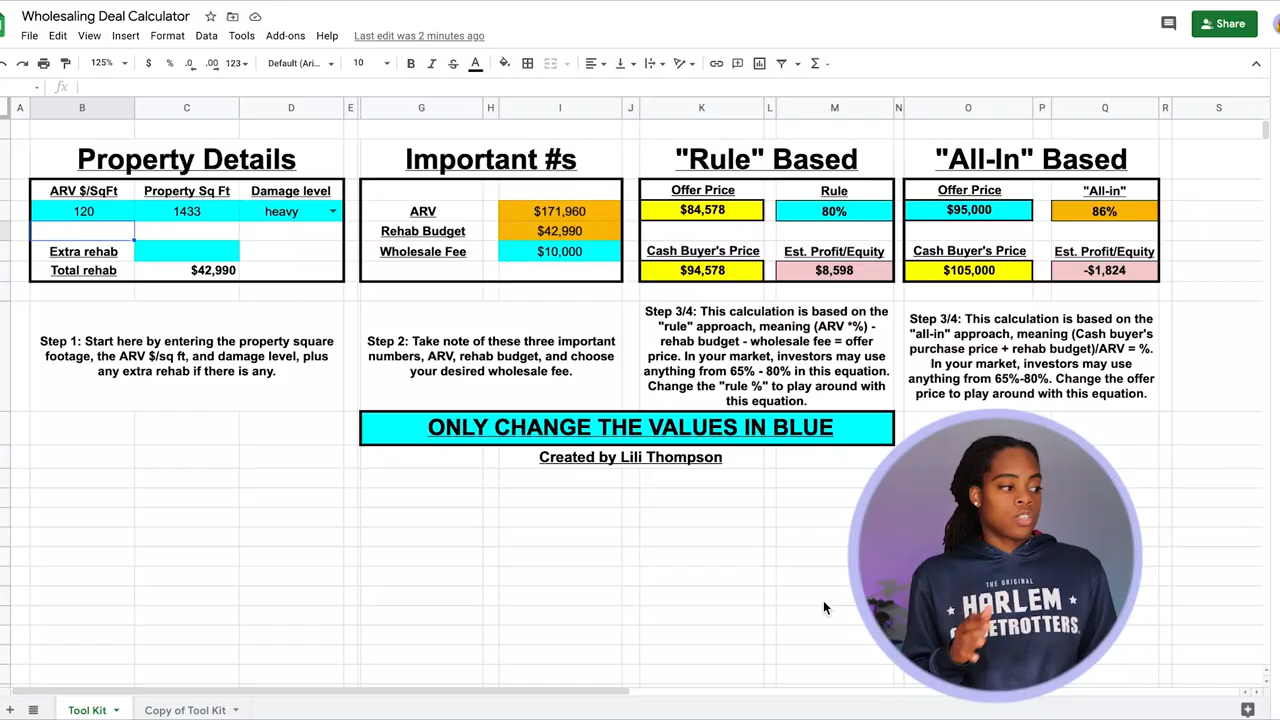 Wholesaling Deal Calculator
File Edit View Insert Format Data Tools Add-ons Help Last edit was 2 minutes ago
Share
125% $ % .0 .00 123 Default (Ari... 10 B I S A
fx
A B C D E G H I J K L M N O P Q R S
Property Details
ARV $/SqFt Property Sq Ft Damage level
120 1433 heavy
Extra rehab
Total rehab $42,990
Important #s
ARV $171,960
Rehab Budget $42,990
Wholesale Fee $10,000
"Rule" Based
Offer Price Rule
$84,578 80%
Cash Buyer's Price Est. Profit/Equity
$94,578 $8,598
"All-In" Based
Offer Price "All-in"
$95,000 86%
Cash Buyer's Price Est. Profit/Equity
$105,000 -$1,824
Step 1: Start here by entering the property square
footage, the ARV $/sq ft, and damage level, plus
any extra rehab if there is any.
Step 2: Take note of these three important
numbers, ARV, rehab budget, and choose
your desired wholesale fee.
Step 3/4: This calculation is based on the
"rule" approach, meaning (ARV *%) -
rehab budget - wholesale fee = offer
price. In your market, investors may use
anything from 65% - 80% in this equation.
Change the "rule %" to play around with
this equation.
Step 3/4: This calculation is based on the
"all-in" approach, meaning (Cash buyer's
purchase price + rehab budget)/ARV = %.
In your market, investors may use
anything from 65%-80%. Change the offer
price to play around with this equation.
ONLY CHANGE THE VALUES IN BLUE
Created by Lili Thompson
THE ORIGINAL
HARLEM
Tool Kit Copy of Tool Kit